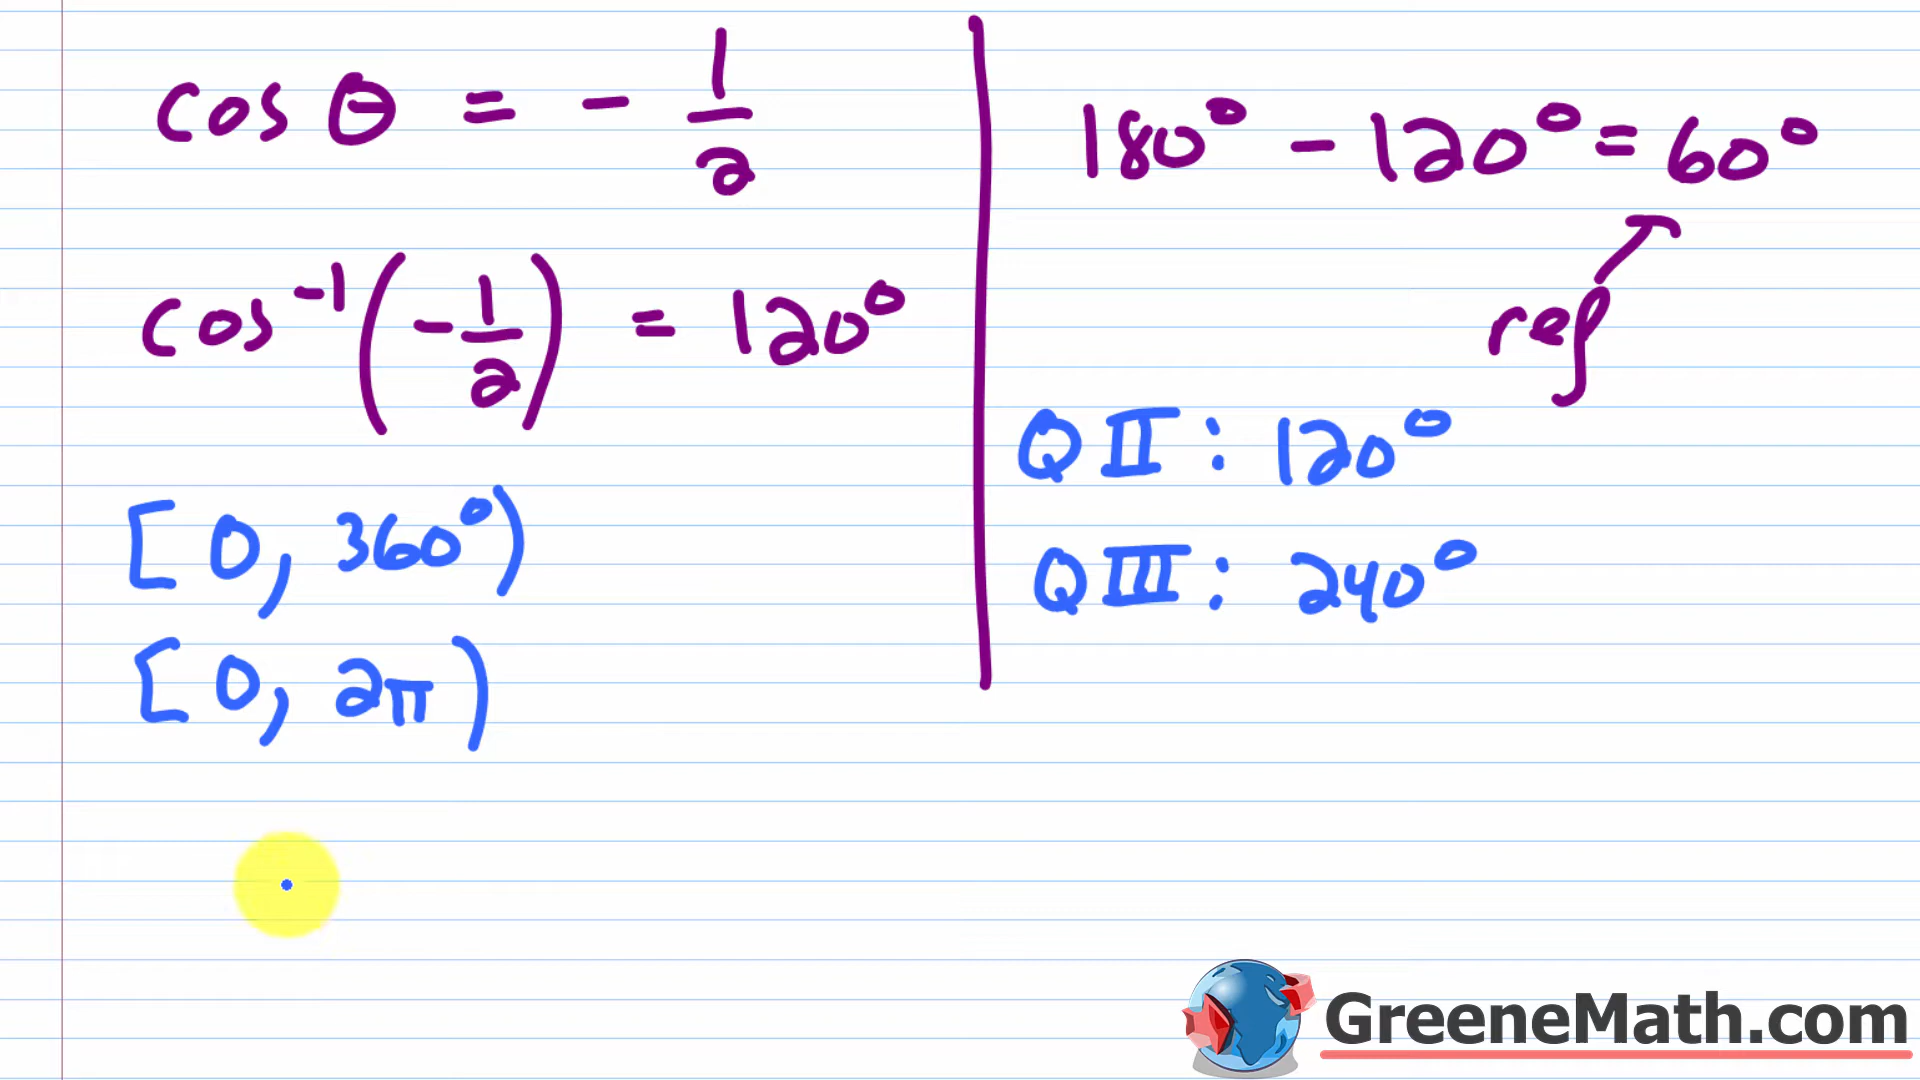 cos θ = - 1/2
cos⁻¹(-1/2) = 120°
[0, 360°)
[0, 2π)
180° - 120° = 60°
ref
QII: 120°
QIII: 240°
GreeneMath.com